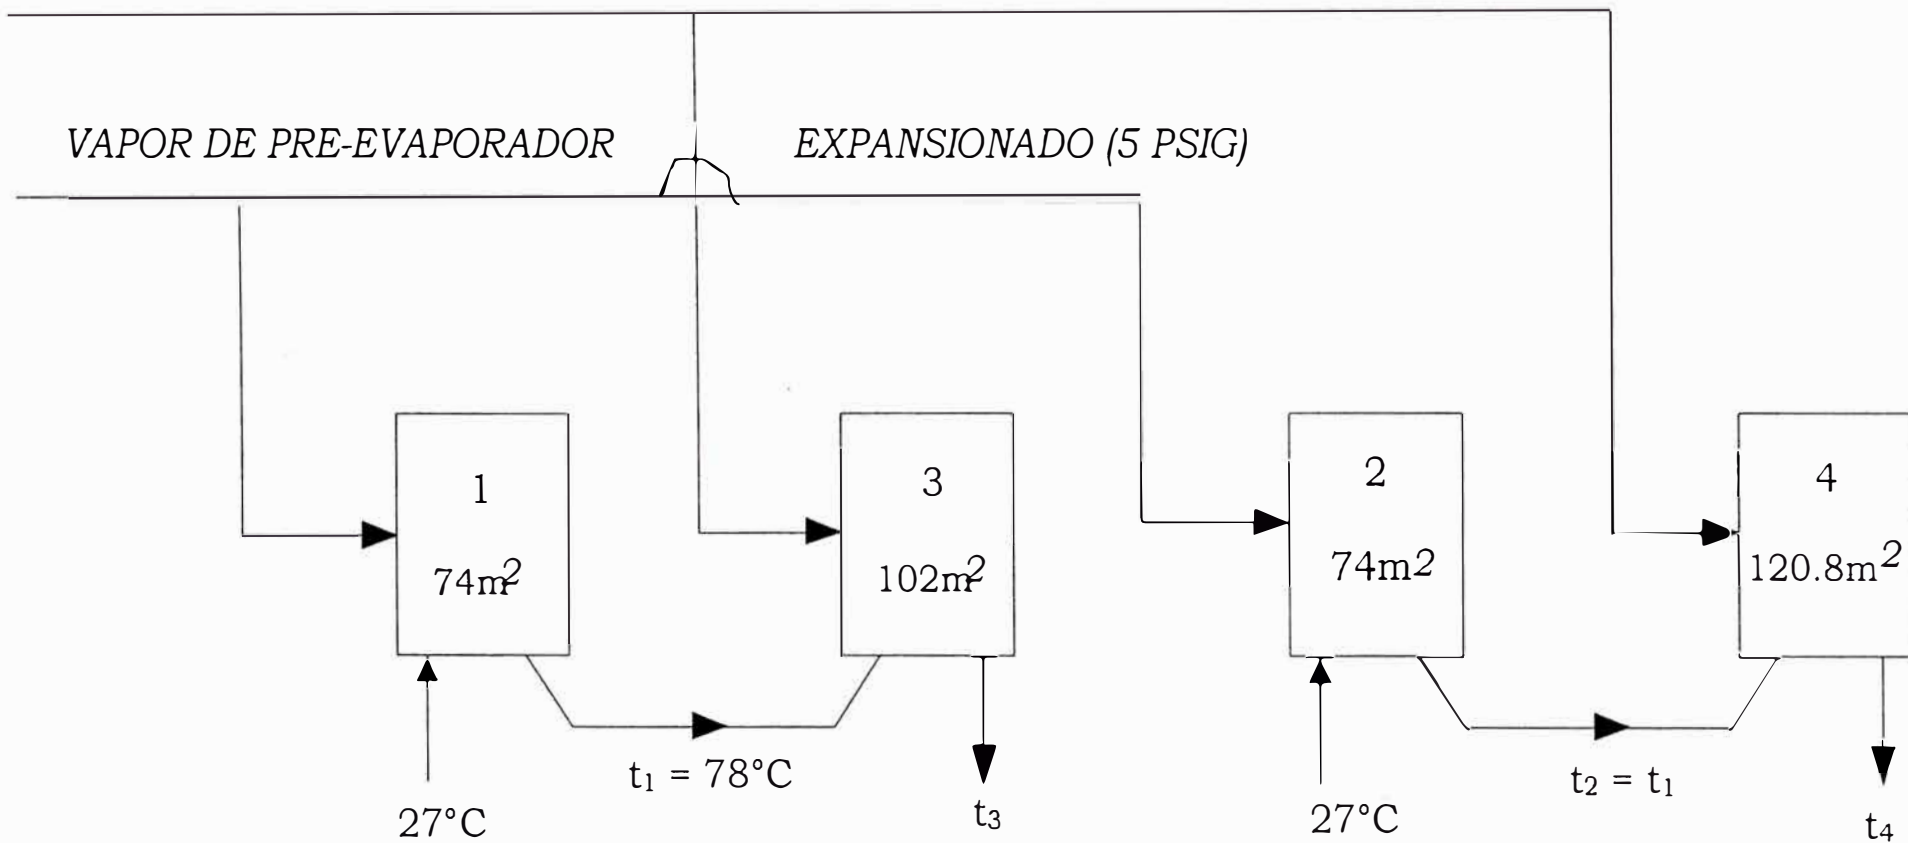 VAPOR DE PRE-EVAPORADOR EXPANSIONADO (5 PSIG)
1
74m²
3
102m²
2
74m²
4
120.8m²
t₁ = 78°C
t₂ = t₁
27°C
t₃
27°C
t₄